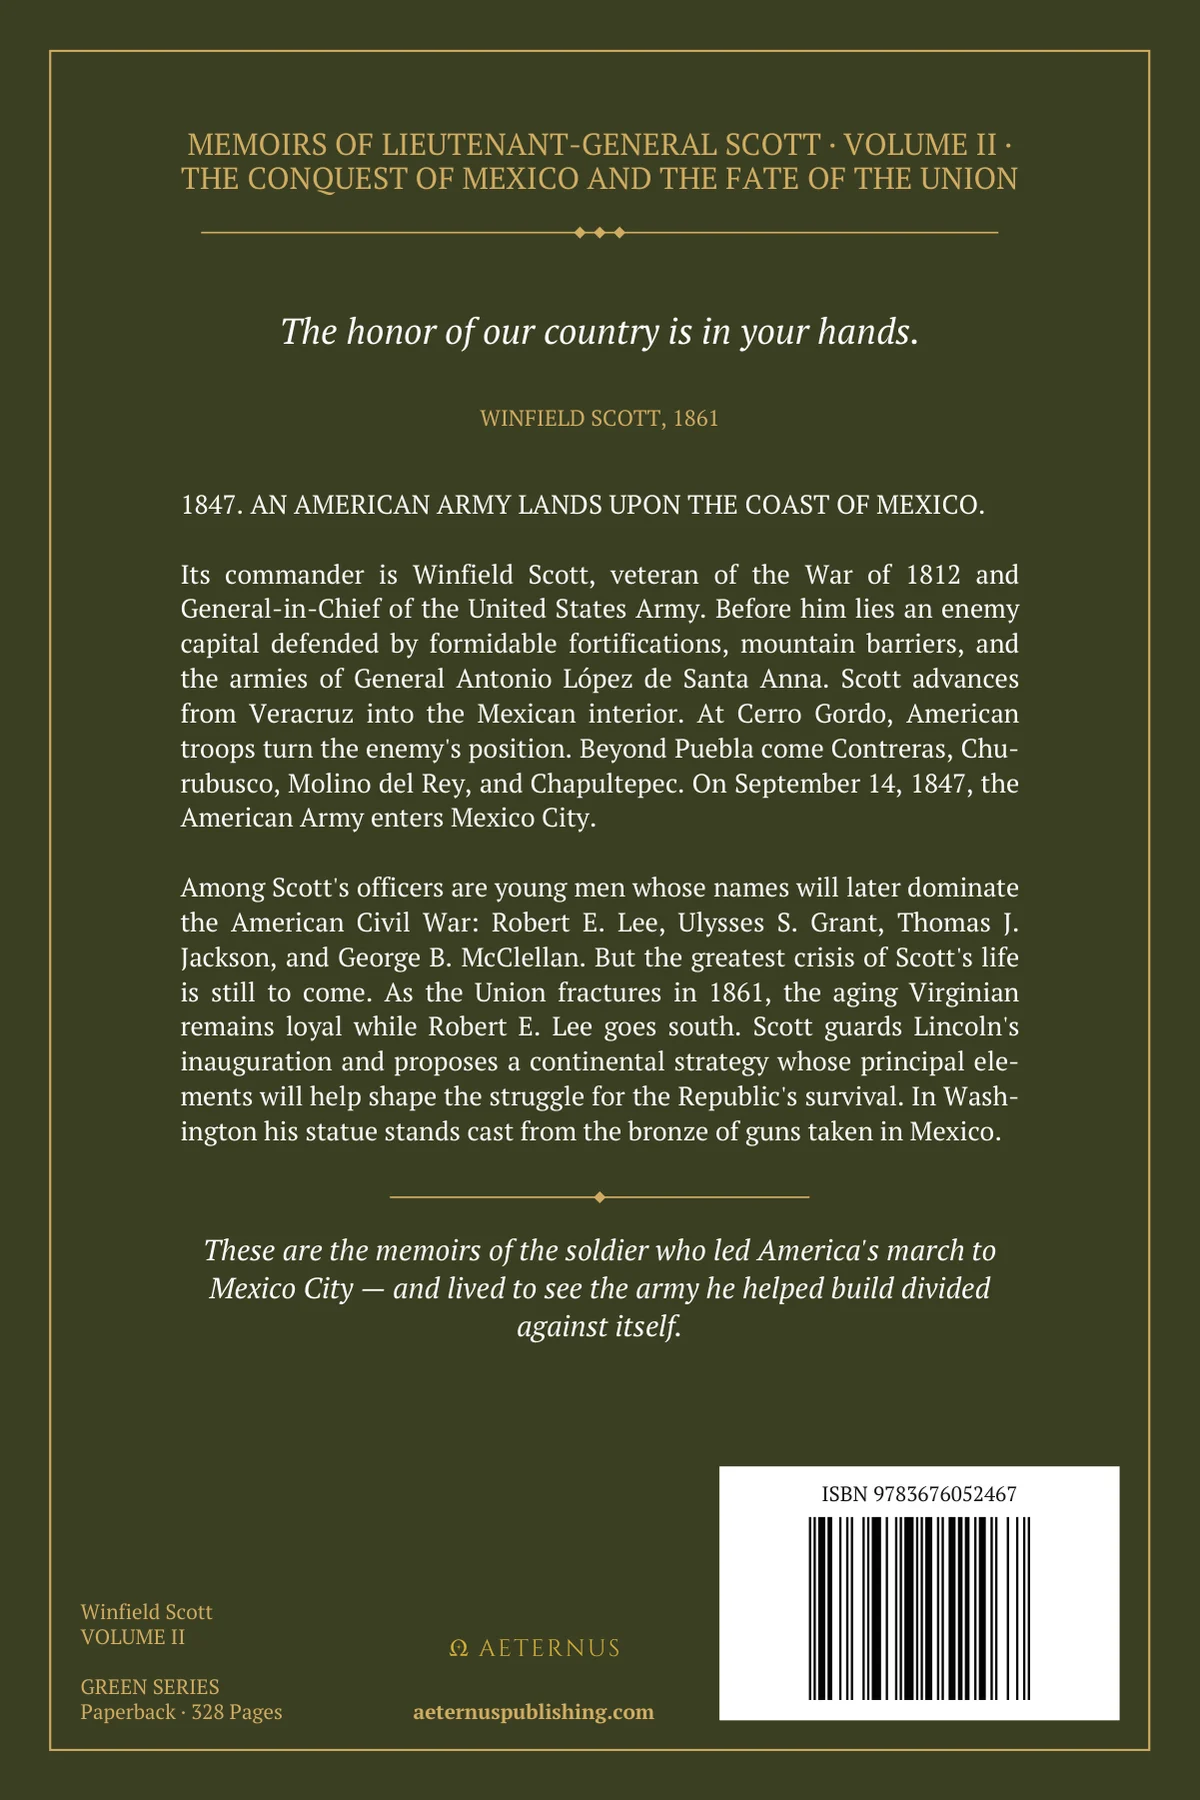 MEMOIRS OF LIEUTENANT-GENERAL SCOTT · VOLUME II ·
THE CONQUEST OF MEXICO AND THE FATE OF THE UNION
The honor of our country is in your hands.
WINFIELD SCOTT, 1861
1847. AN AMERICAN ARMY LANDS UPON THE COAST OF MEXICO.
Its commander is Winfield Scott, veteran of the War of 1812 and
General-in-Chief of the United States Army. Before him lies an enemy
capital defended by formidable fortifications, mountain barriers, and
the armies of General Antonio López de Santa Anna. Scott advances
from Veracruz into the Mexican interior. At Cerro Gordo, American
troops turn the enemy's position. Beyond Puebla come Contreras, Chu-
rubusco, Molino del Rey, and Chapultepec. On September 14, 1847, the
American Army enters Mexico City.
Among Scott's officers are young men whose names will later dominate
the American Civil War: Robert E. Lee, Ulysses S. Grant, Thomas J.
Jackson, and George B. McClellan. But the greatest crisis of Scott's life
is still to come. As the Union fractures in 1861, the aging Virginian
remains loyal while Robert E. Lee goes south. Scott guards Lincoln's
inauguration and proposes a continental strategy whose principal ele-
ments will help shape the struggle for the Republic's survival. In Wash-
ington his statue stands cast from the bronze of guns taken in Mexico.
These are the memoirs of the soldier who led America's march to
Mexico City — and lived to see the army he helped build divided
against itself.
ISBN 9783676052467
Winfield Scott
VOLUME II
GREEN SERIES
Paperback · 328 Pages
Ω AETERNUS
aeternuspublishing.com